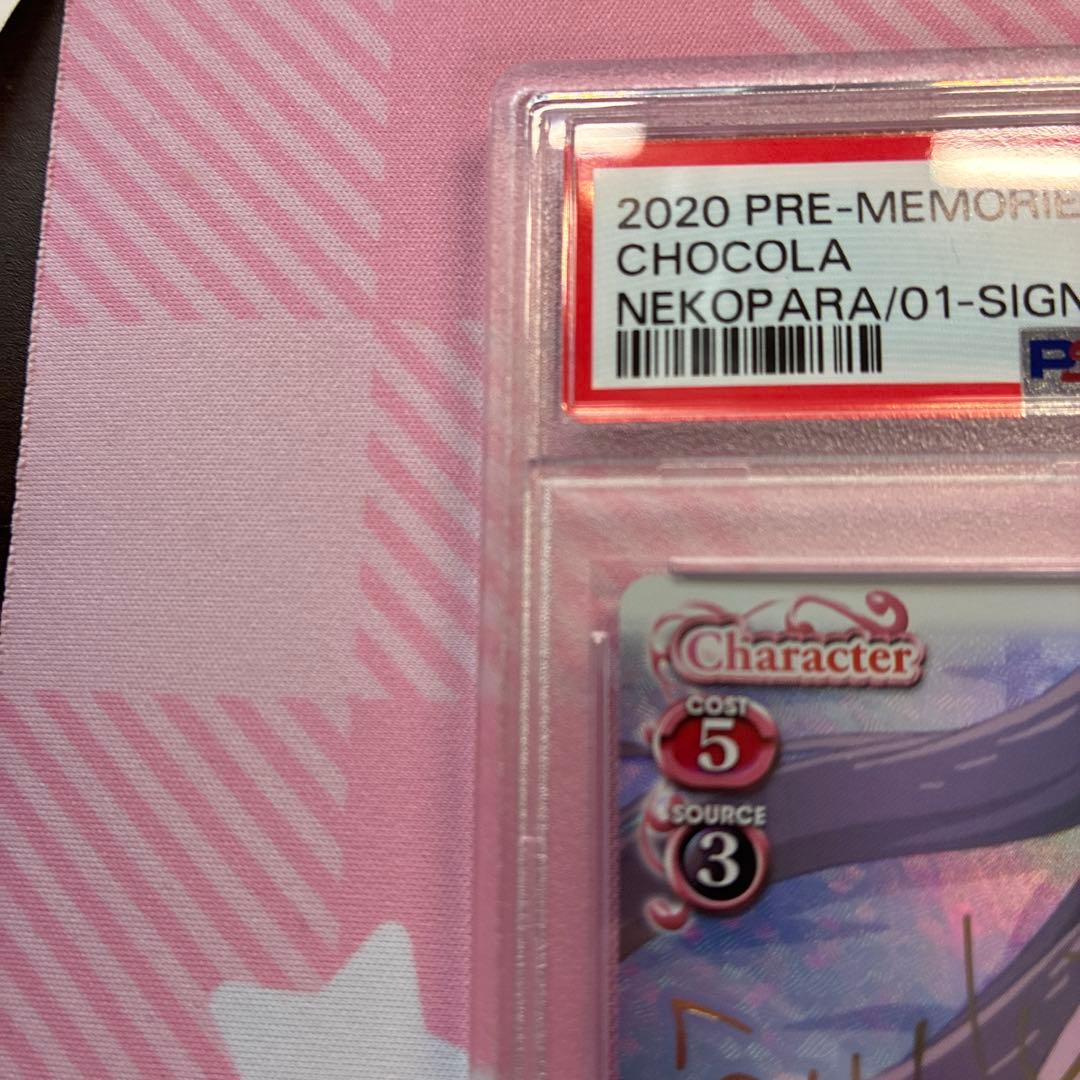 2020 PRE-MEMORIE
CHOCOLA
NEKOPARA/01-SIGN
Character
COST
5
SOURCE
3